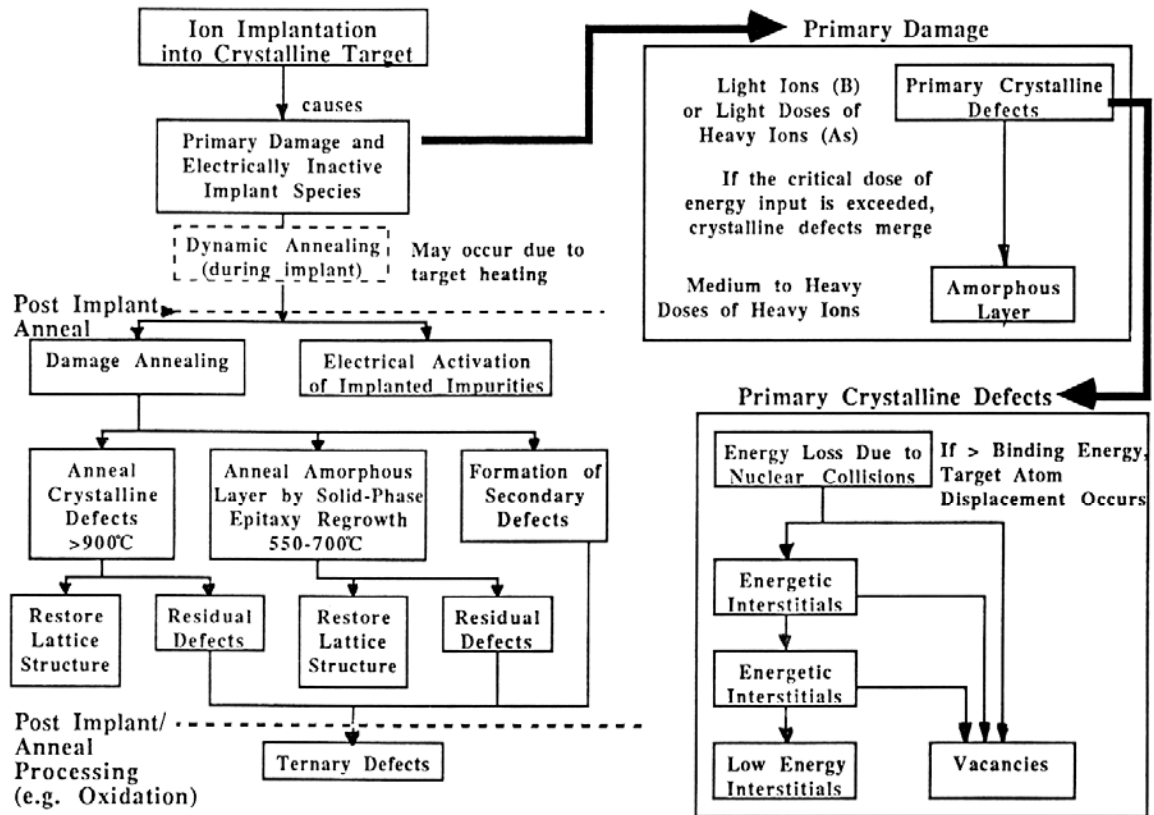 Ion Implantation
into Crystalline Target
causes
Primary Damage and
Electrically Inactive
Implant Species
Dynamic Annealing
(during implant)
May occur due to
target heating
Post Implant
Anneal
Damage Annealing
Electrical Activation
of Implanted Impurities
Anneal
Crystalline
Defects
>900℃
Anneal Amorphous
Layer by Solid-Phase
Epitaxy Regrowth
550-700℃
Formation of
Secondary
Defects
Restore
Lattice
Structure
Residual
Defects
Restore
Lattice
Structure
Residual
Defects
Post Implant/
Anneal
Processing
(e.g. Oxidation)
Ternary Defects
Primary Damage
Light Ions (B)
or Light Doses of
Heavy Ions (As)
Primary Crystalline
Defects
If the critical dose of
energy input is exceeded,
crystalline defects merge
Medium to Heavy
Doses of Heavy Ions
Amorphous
Layer
Primary Crystalline Defects
Energy Loss Due to
Nuclear Collisions
If > Binding Energy,
Target Atom
Displacement Occurs
Energetic
Interstitials
Energetic
Interstitials
Low Energy
Interstitials
Vacancies